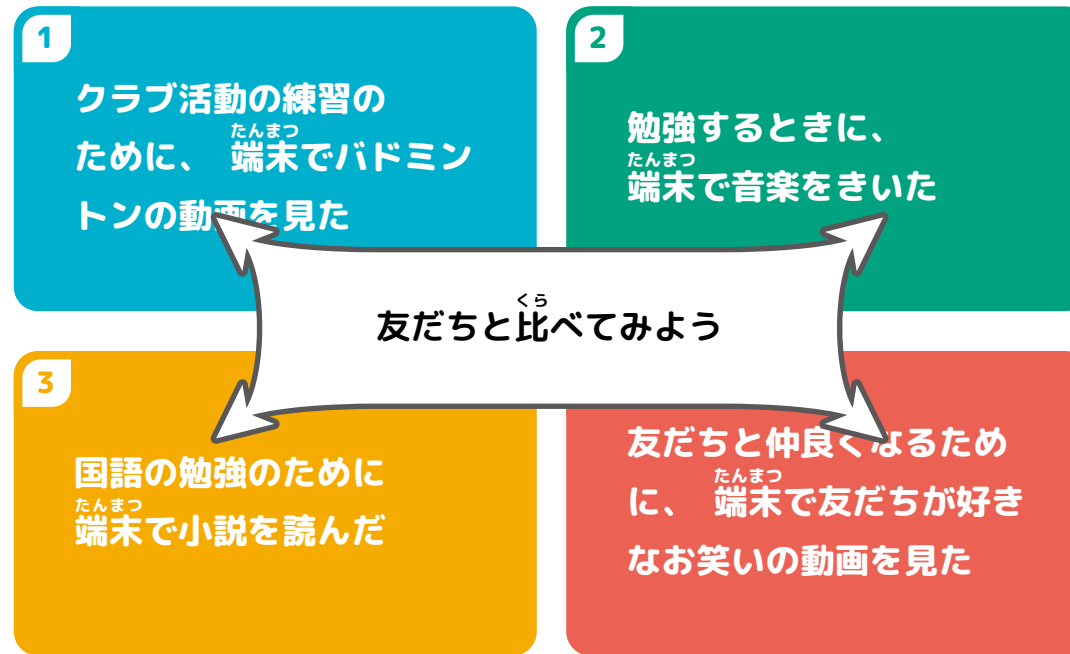 1
クラブ活動の練習の
たんまつ
ために、 端末でバドミン
トンの動画を見た
2
勉強するときに、
たんまつ
端末で音楽をきいた
くら
友だちと比べてみよう
3
国語の勉強のために
たんまつ
端末で小説を読んだ
友だちと仲良くなるため
たんまつ
に、 端末で友だちが好き
なお笑いの動画を見た